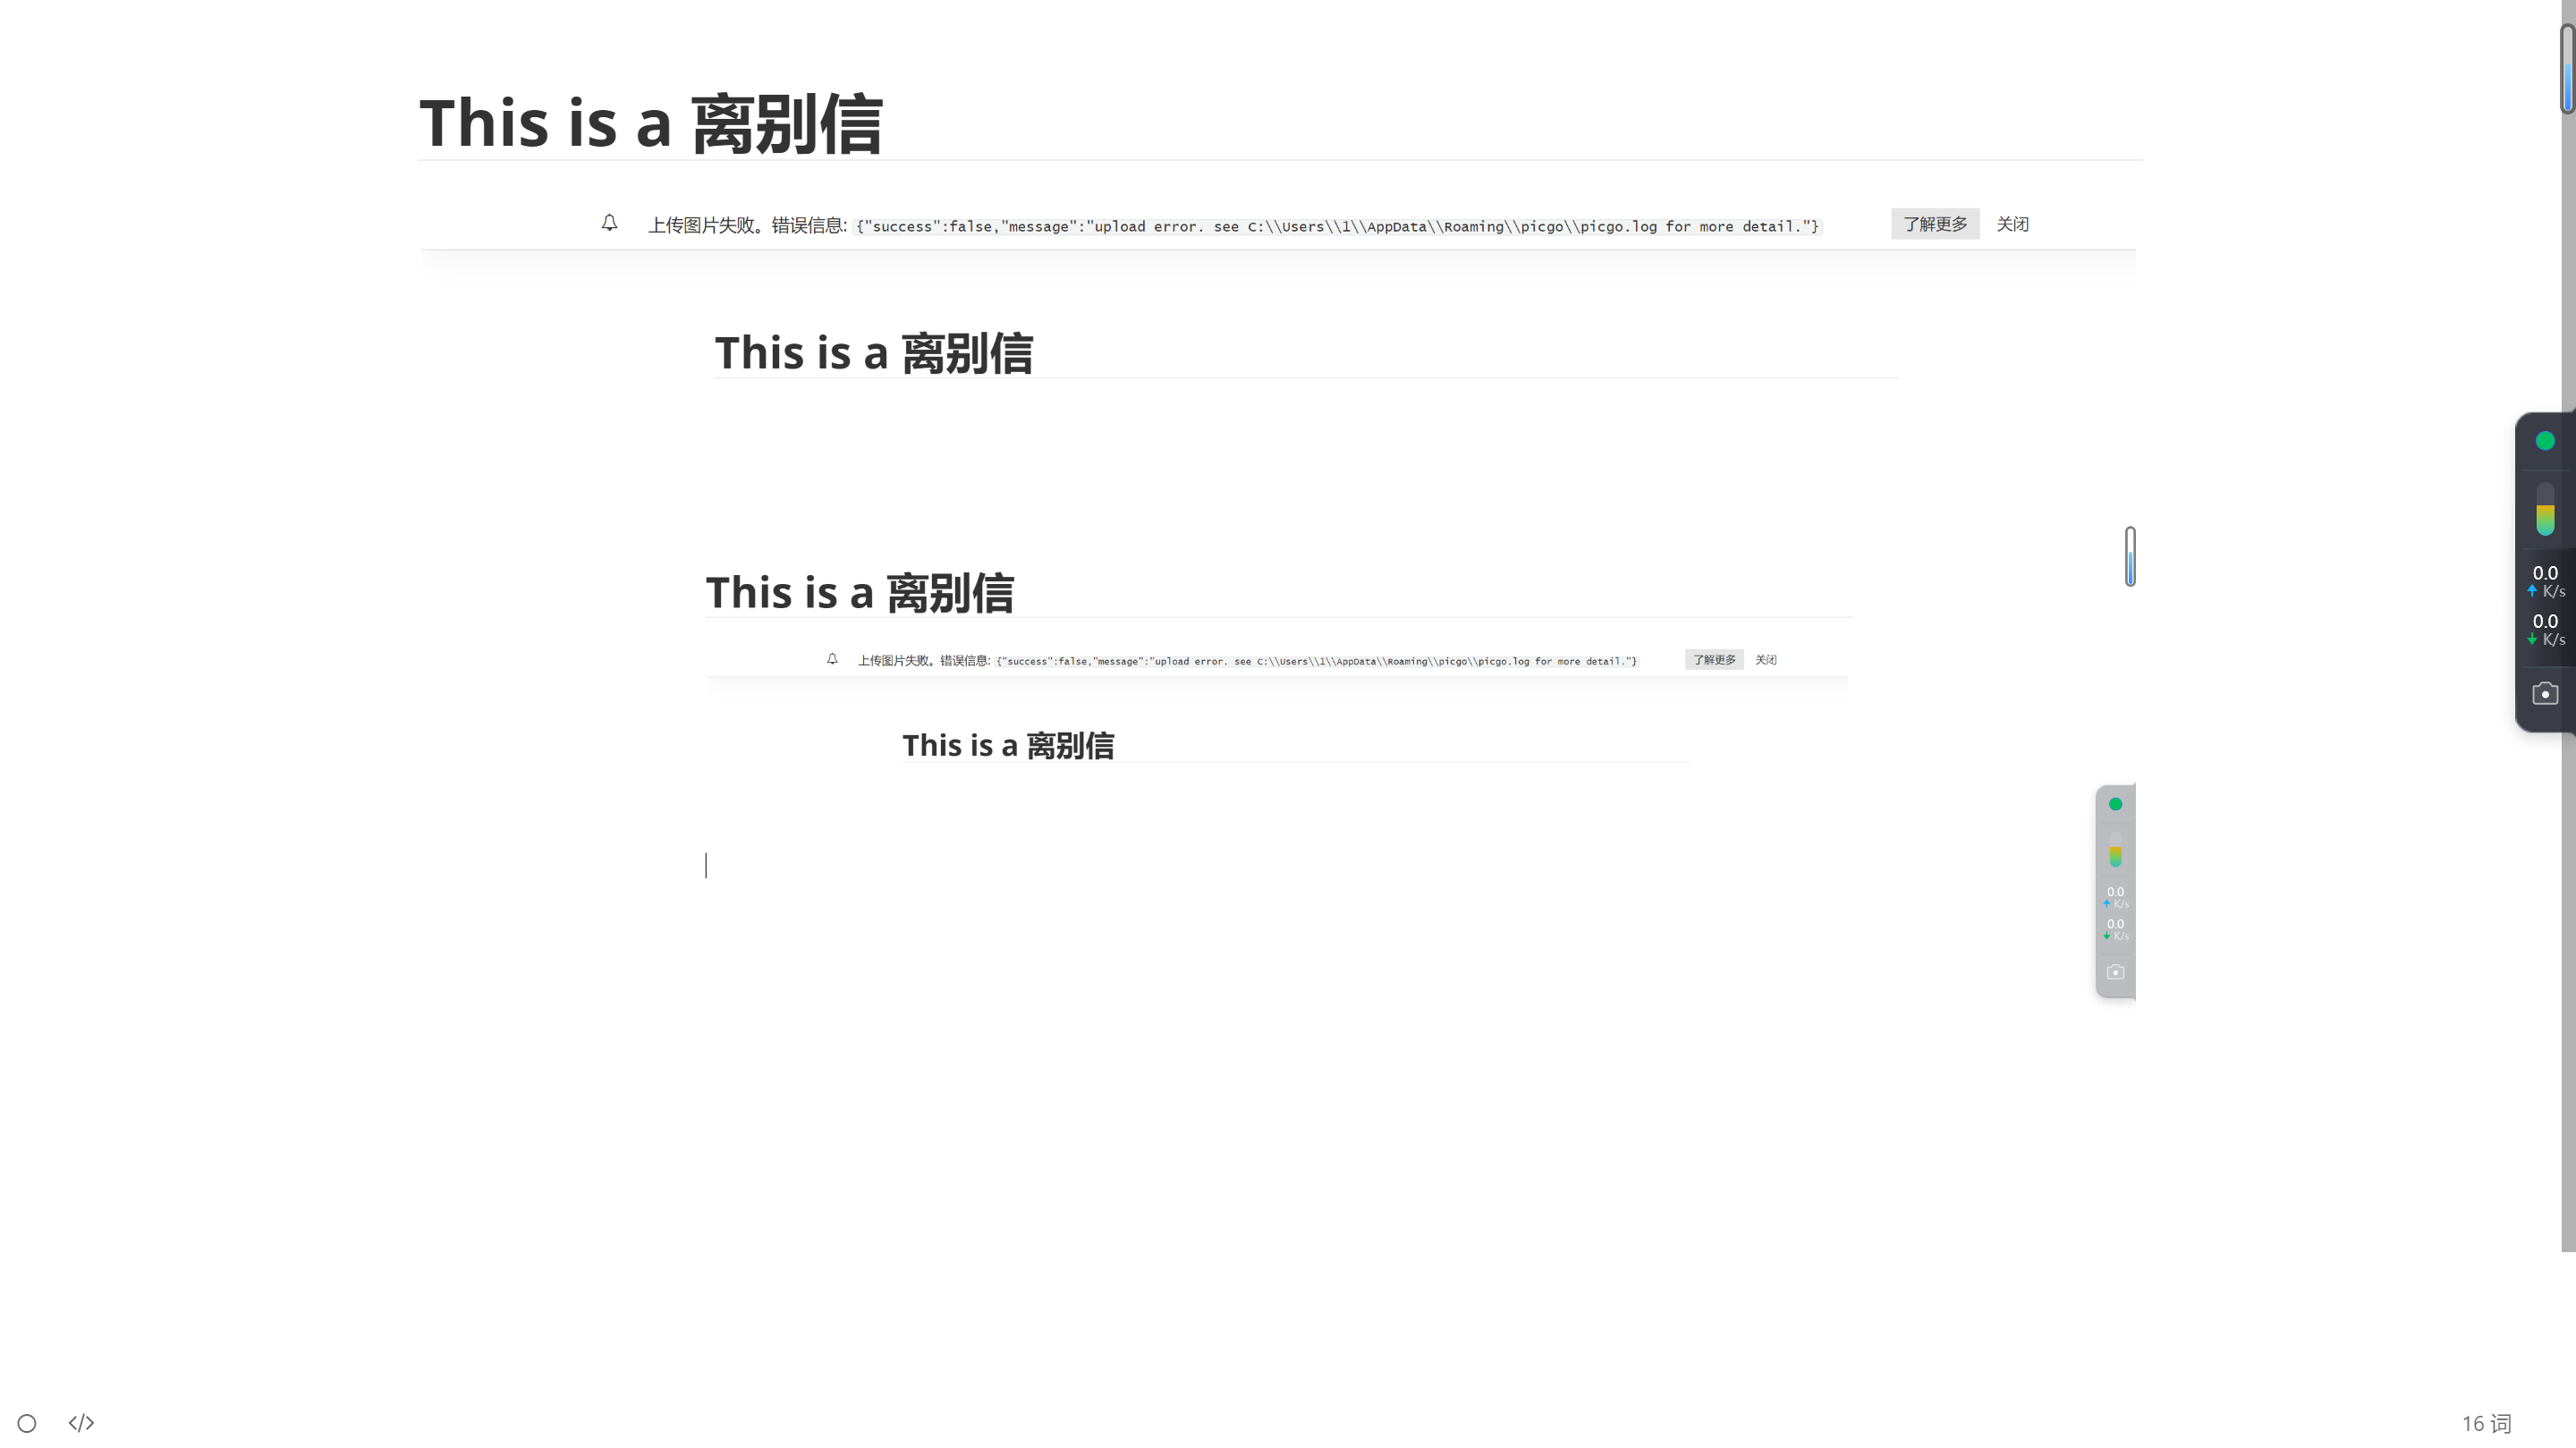 This is a 离别信
上传图片失败。错误信息: {"success":false,"message":"upload error. see C:\\Users\\1\\AppData\\Roaming\\picgo\\picgo.log for more detail."} 了解更多 关闭
This is a 离别信
0.0
K/s
0.0
K/s
This is a 离别信
上传图片失败。错误信息: {"success":false,"message":"upload error. see C:\\Users\\1\\AppData\\Roaming\\picgo\\picgo.log for more detail."} 了解更多 关闭
This is a 离别信
0.0
K/s
0.0
K/s
</> 16 词